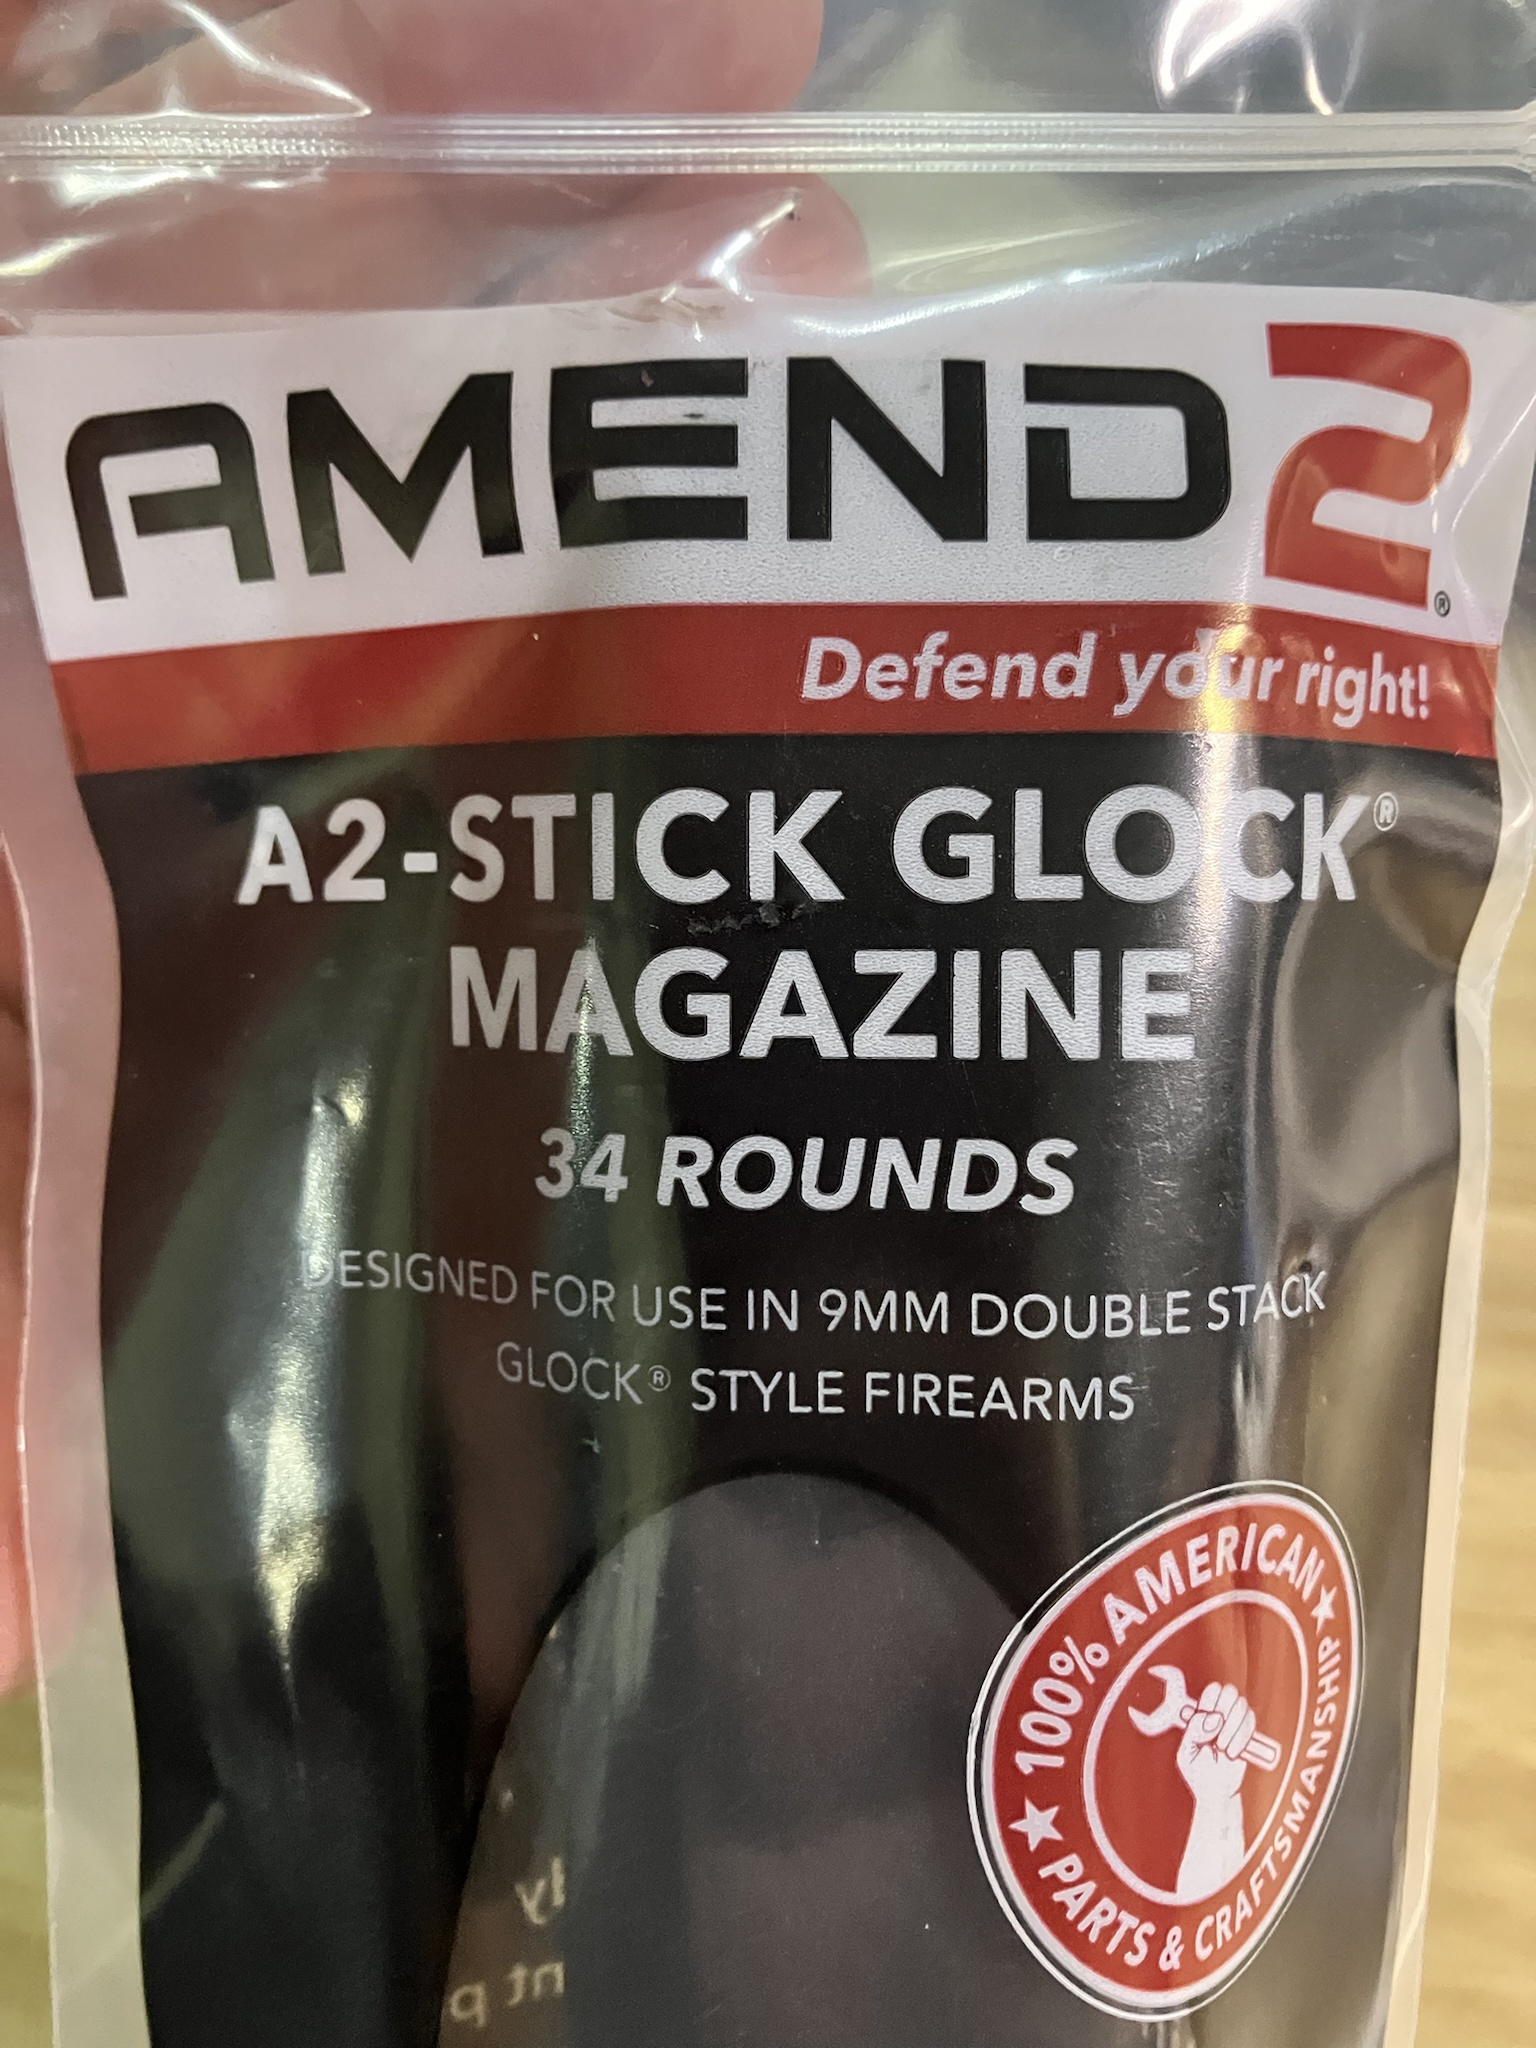 AMEND2®
Defend your right!
A2-STICK GLOCK®
MAGAZINE
34 ROUNDS
DESIGNED FOR USE IN 9MM DOUBLE STACK
GLOCK® STYLE FIREARMS
100% AMERICAN
PARTS & CRAFTSMANSHIP